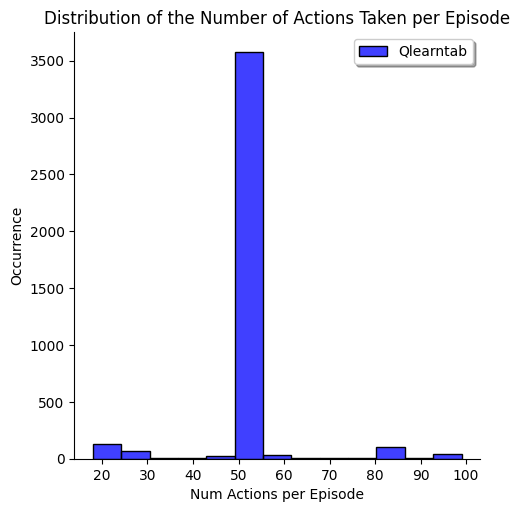 Distribution of the Number of Actions Taken per Episode
Qlearntab
3500
3000
2500
2000
1500
1000
500
0
Occurrence
20 30 40 50 60 70 80 90 100
Num Actions per Episode